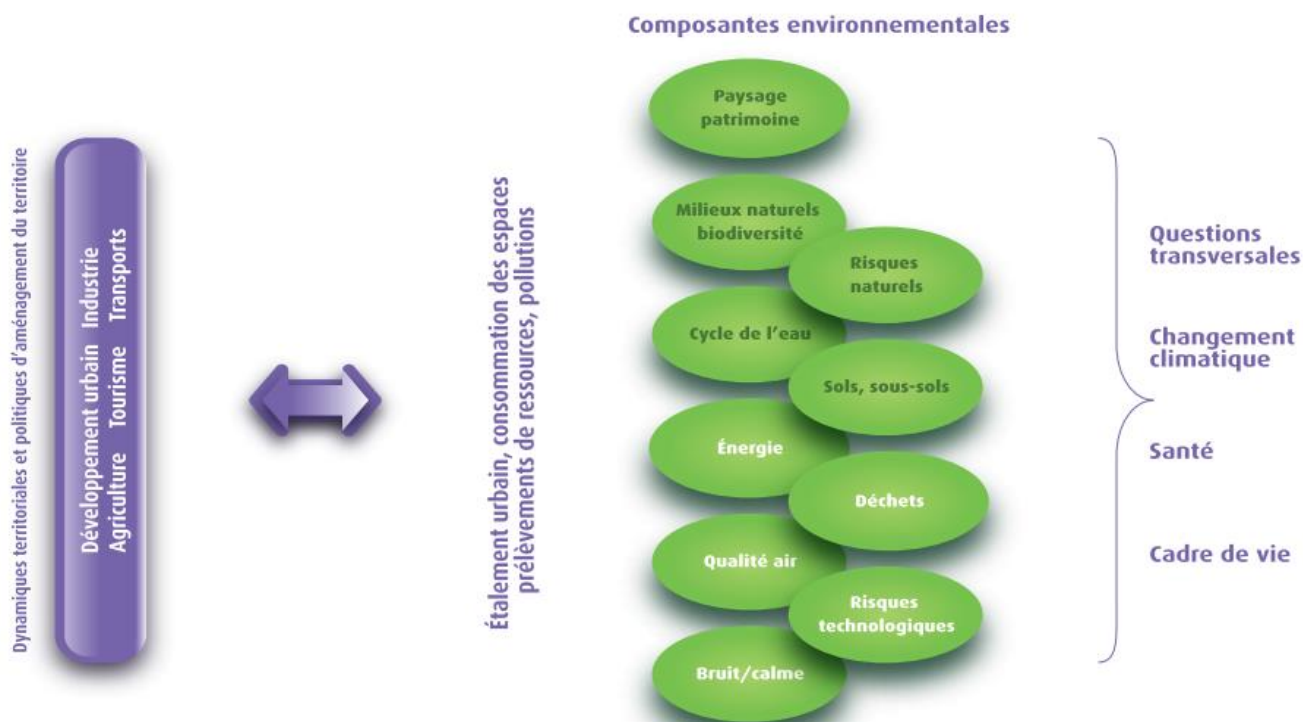 Composantes environnementales
Dynamiques territoriales et politiques d'aménagement du territoire
Développement urbain Industrie
Agriculture Tourisme Transports
Étalement urbain, consommation des espaces
prélèvements de ressources, pollutions
Paysage
patrimoine
Milieux naturels
biodiversité
Risques
naturels
Cycle de l'eau
Sols, sous-sols
Énergie
Déchets
Qualité air
Risques
technologiques
Bruit/calme
Questions
transversales
Changement
climatique
Santé
Cadre de vie